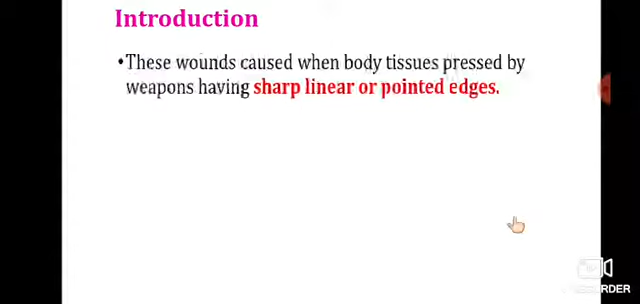 Introduction
•These wounds caused when body tissues pressed by
weapons having sharp linear or pointed edges.